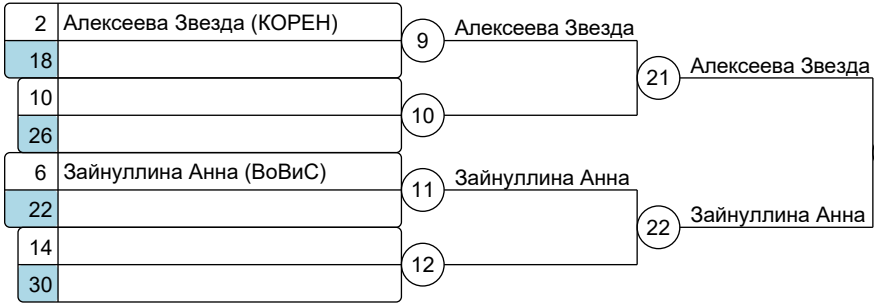 2 Алексеева Звезда (КОРЕН)
9 Алексеева Звезда
18
21 Алексеева Звезда
10
10
26
6 Зайнуллина Анна (ВоВиС)
11 Зайнуллина Анна
22
22 Зайнуллина Анна
14
12
30